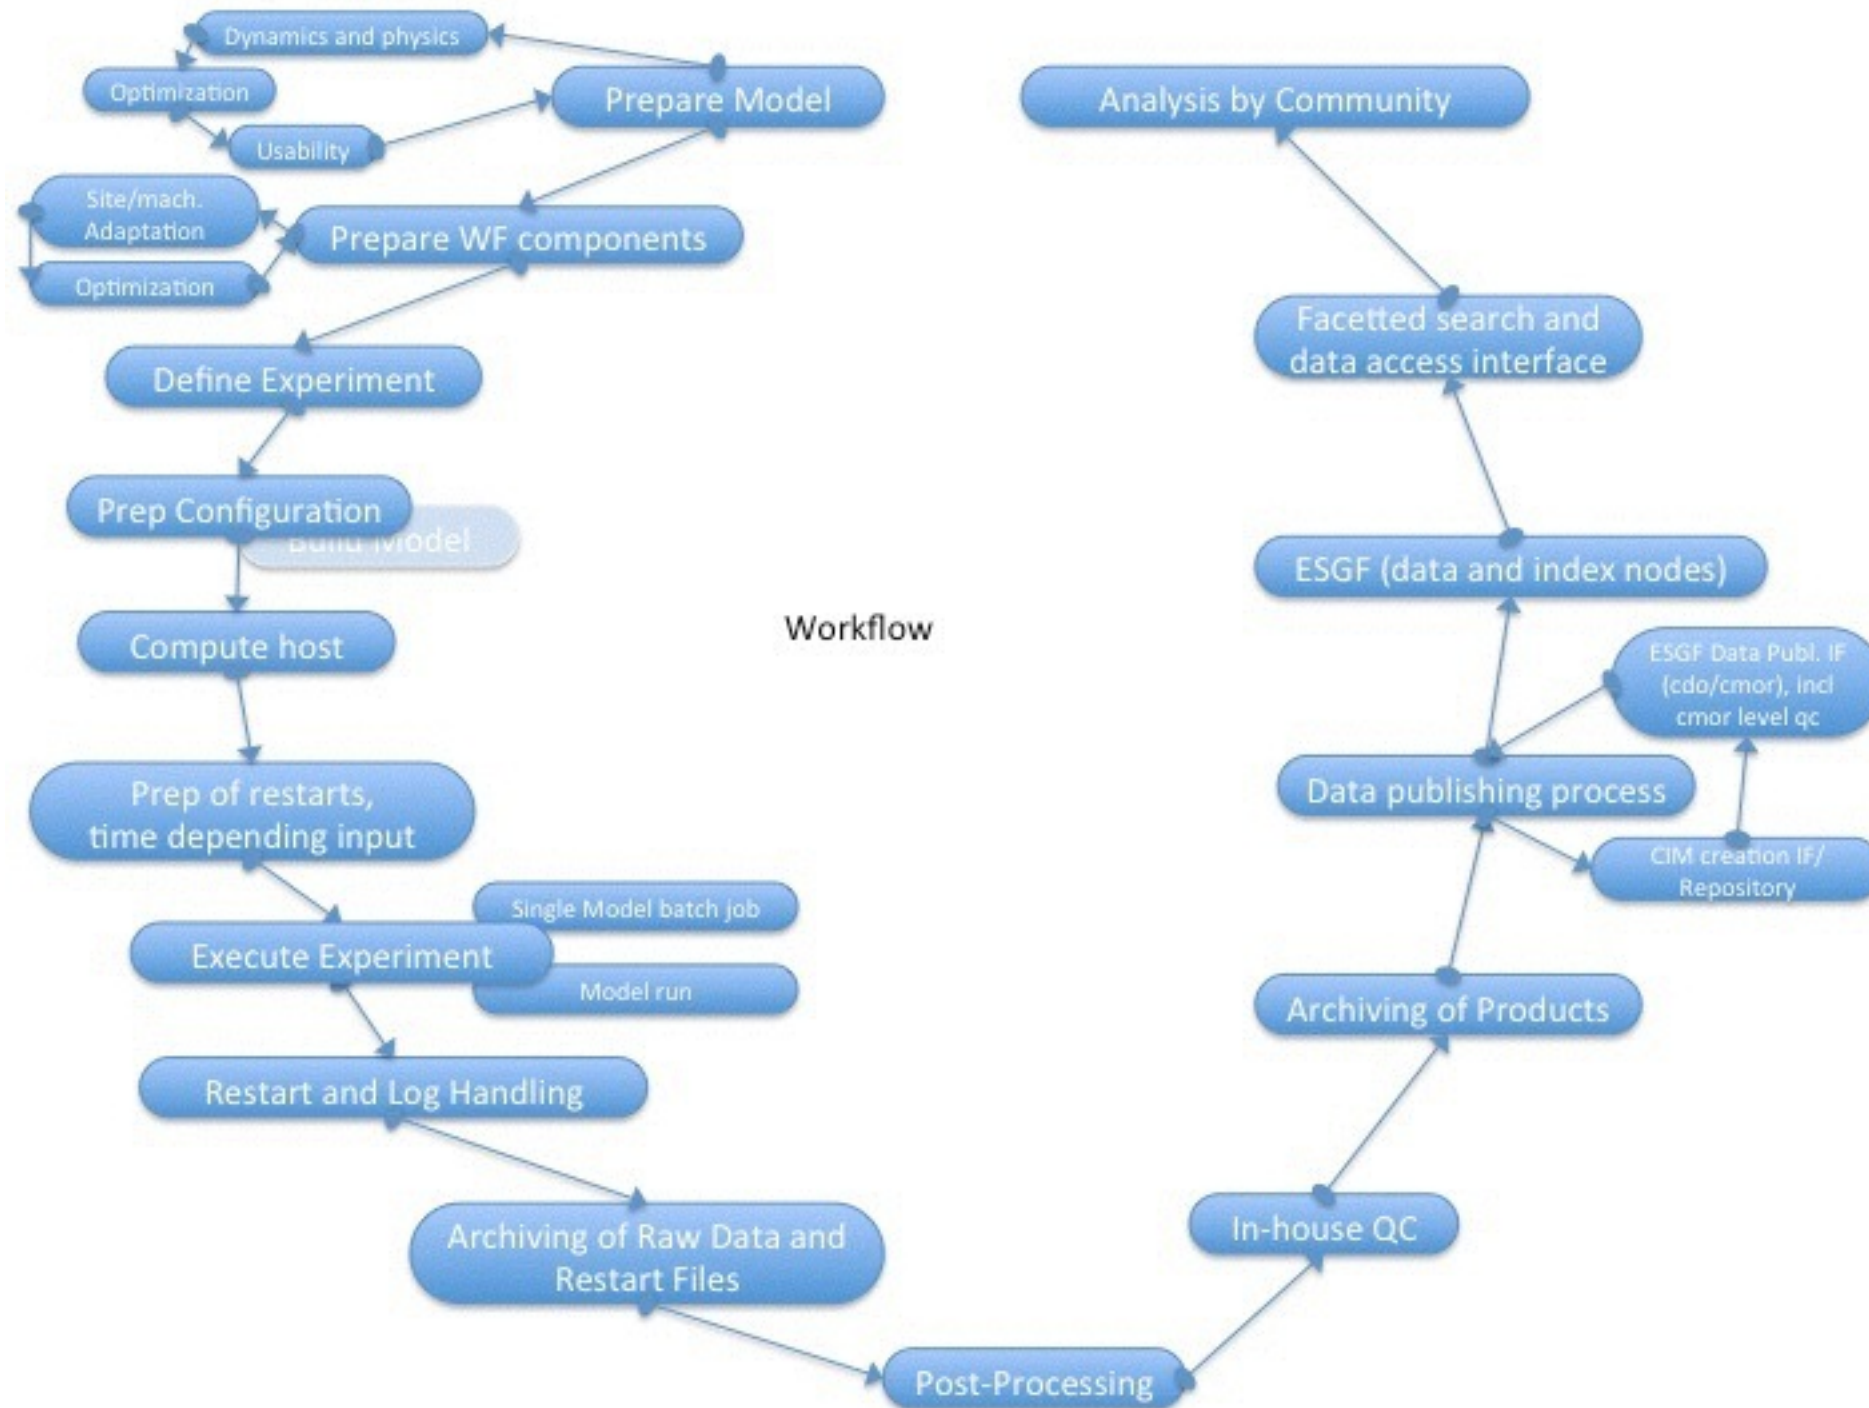 Dynamics and physics
Optimization
Usability
Prepare Model
Site/mach.
Adaptation
Optimization
Prepare WF components
Define Experiment
Prep Configuration
Build Model
Compute host
Prep of restarts,
time depending input
Single Model batch job
Execute Experiment
Model run
Restart and Log Handling
Archiving of Raw Data and
Restart Files
Post-Processing
Workflow
Analysis by Community
Facetted search and
data access interface
ESGF (data and index nodes)
ESGF Data Publ. IF
(cdo/cmor), incl
cmor level qc
Data publishing process
CIM creation IF/
Repository
Archiving of Products
In-house QC